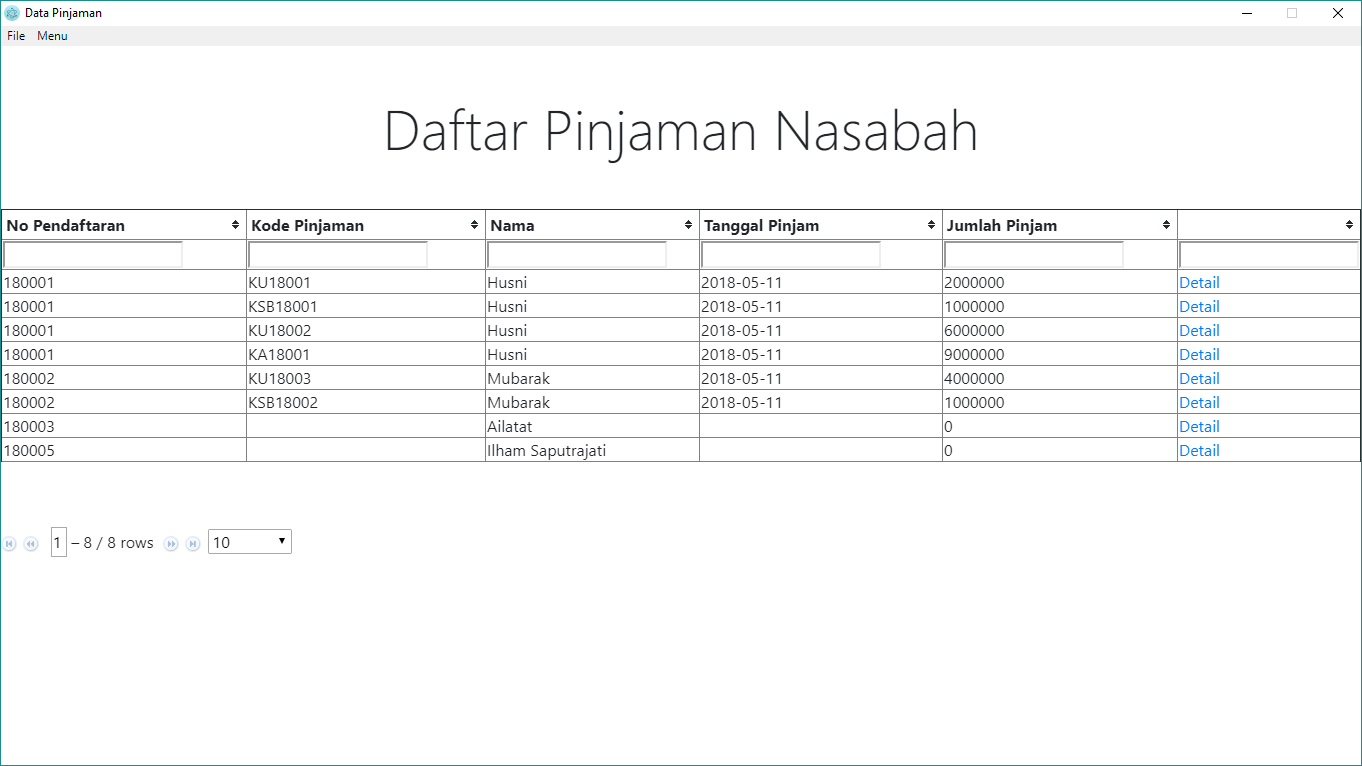 Data Pinjaman
File Menu
Daftar Pinjaman Nasabah
No Pendaftaran Kode Pinjaman Nama Tanggal Pinjam Jumlah Pinjam
180001 KU18001 Husni 2018-05-11 2000000 Detail
180001 KSB18001 Husni 2018-05-11 1000000 Detail
180001 KU18002 Husni 2018-05-11 6000000 Detail
180001 KA18001 Husni 2018-05-11 9000000 Detail
180002 KU18003 Mubarak 2018-05-11 4000000 Detail
180002 KSB18002 Mubarak 2018-05-11 1000000 Detail
180003 Ailatat 0 Detail
180005 Ilham Saputrajati 0 Detail
1 – 8 / 8 rows 10